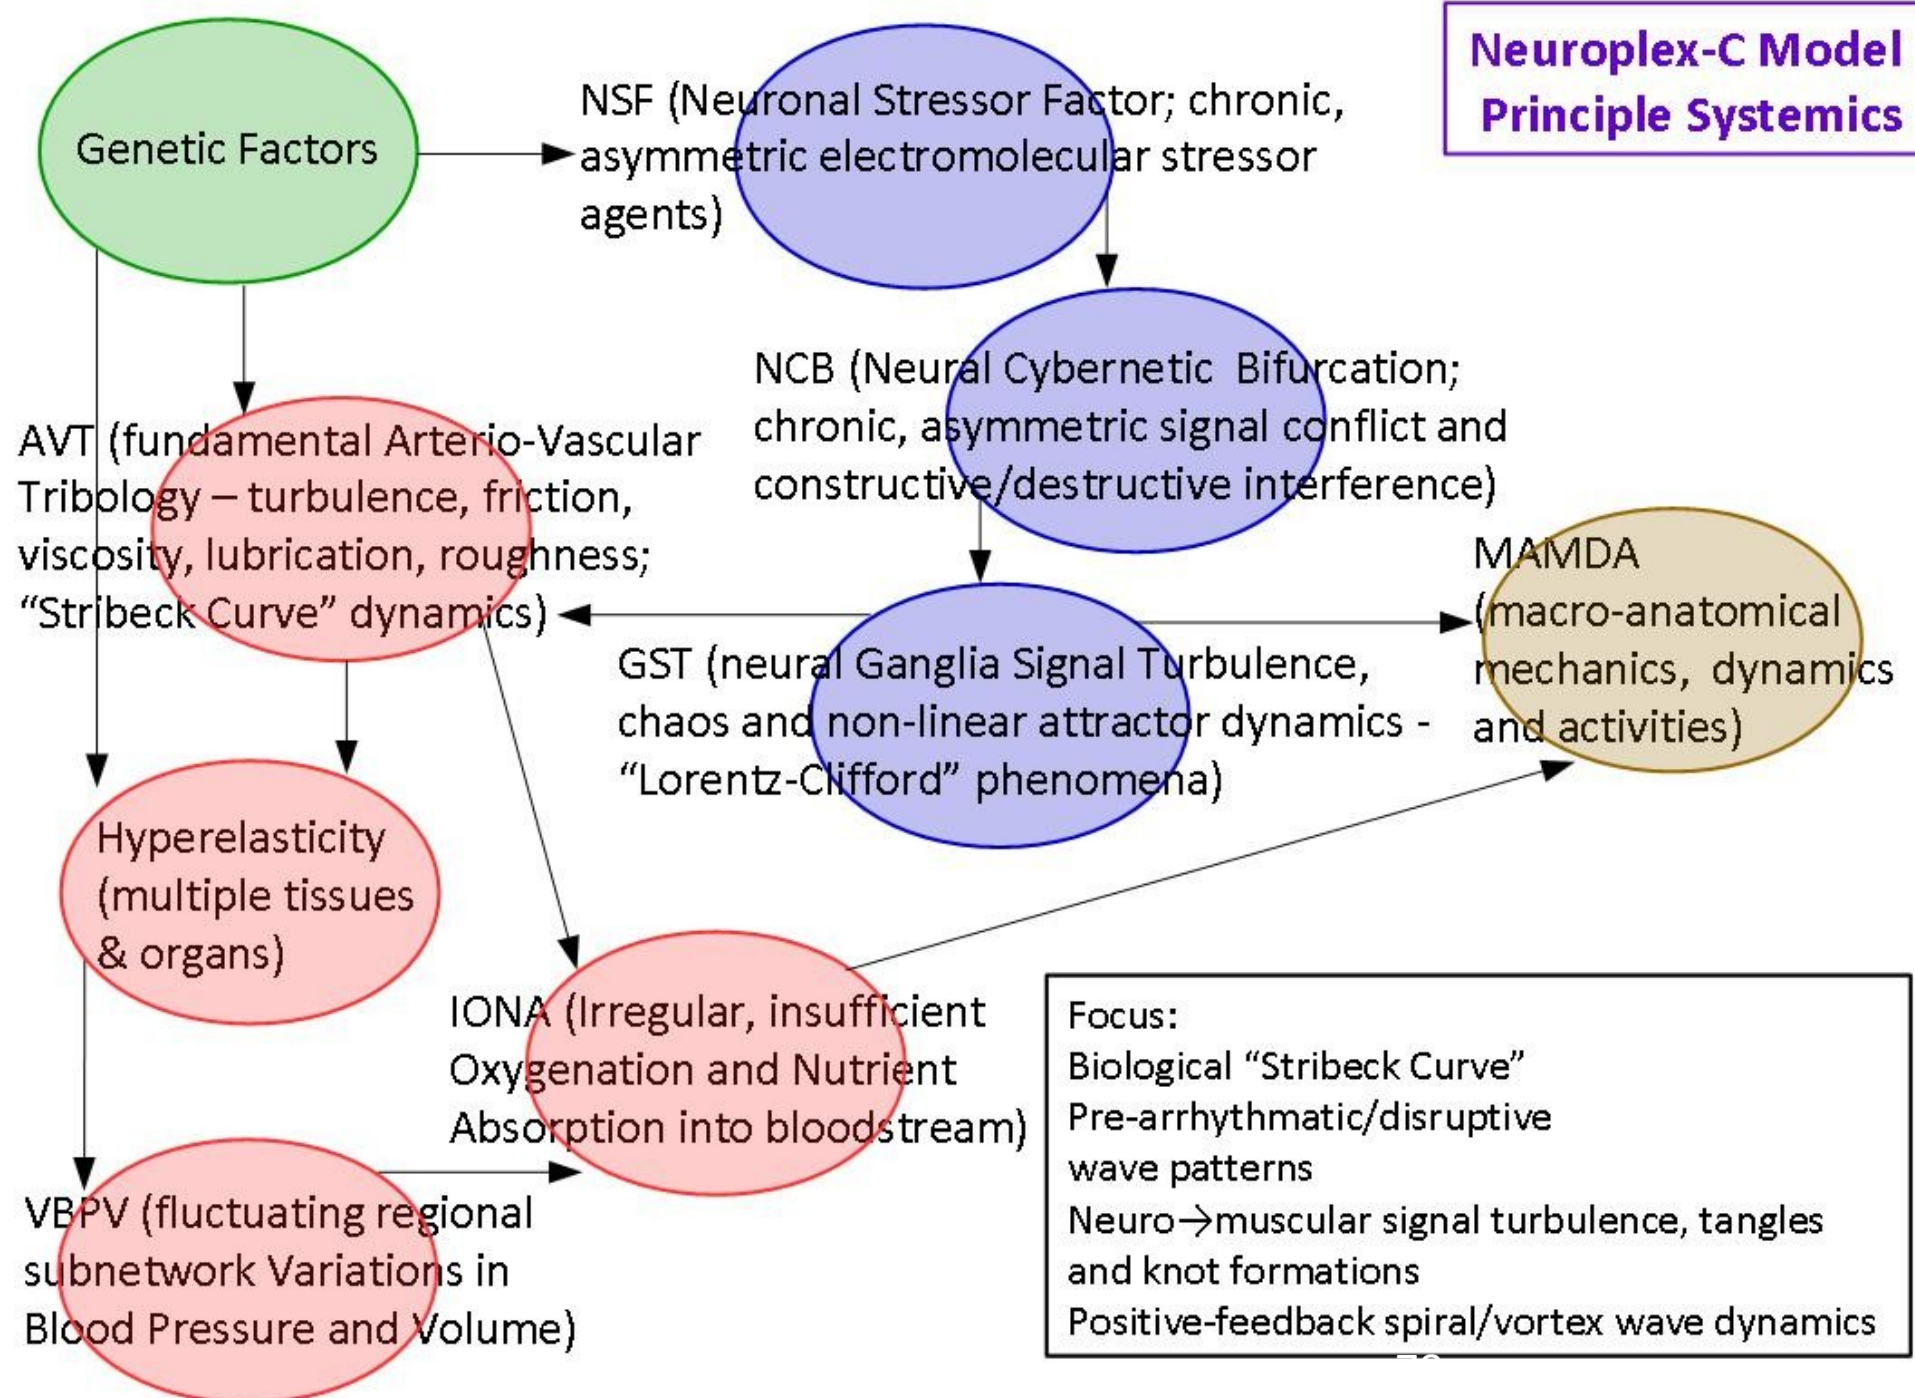 Neuroplex-C Model
Principle Systemics
Genetic Factors
NSF (Neuronal Stressor Factor; chronic,
asymmetric electromolecular stressor
agents)
NCB (Neural Cybernetic Bifurcation;
chronic, asymmetric signal conflict and
constructive/destructive interference)
AVT (fundamental Arterio-Vascular
Tribology – turbulence, friction,
viscosity, lubrication, roughness;
“Stribeck Curve” dynamics)
MAMDA
(macro-anatomical
mechanics, dynamics
and activities)
GST (neural Ganglia Signal Turbulence,
chaos and non-linear attractor dynamics -
“Lorentz-Clifford” phenomena)
Hyperelasticity
(multiple tissues
& organs)
IONA (Irregular, insufficient
Oxygenation and Nutrient
Absorption into bloodstream)
VBPV (fluctuating regional
subnetwork Variations in
Blood Pressure and Volume)
Focus:
Biological “Stribeck Curve”
Pre-arrhythmatic/disruptive
wave patterns
Neuro→muscular signal turbulence, tangles
and knot formations
Positive-feedback spiral/vortex wave dynamics